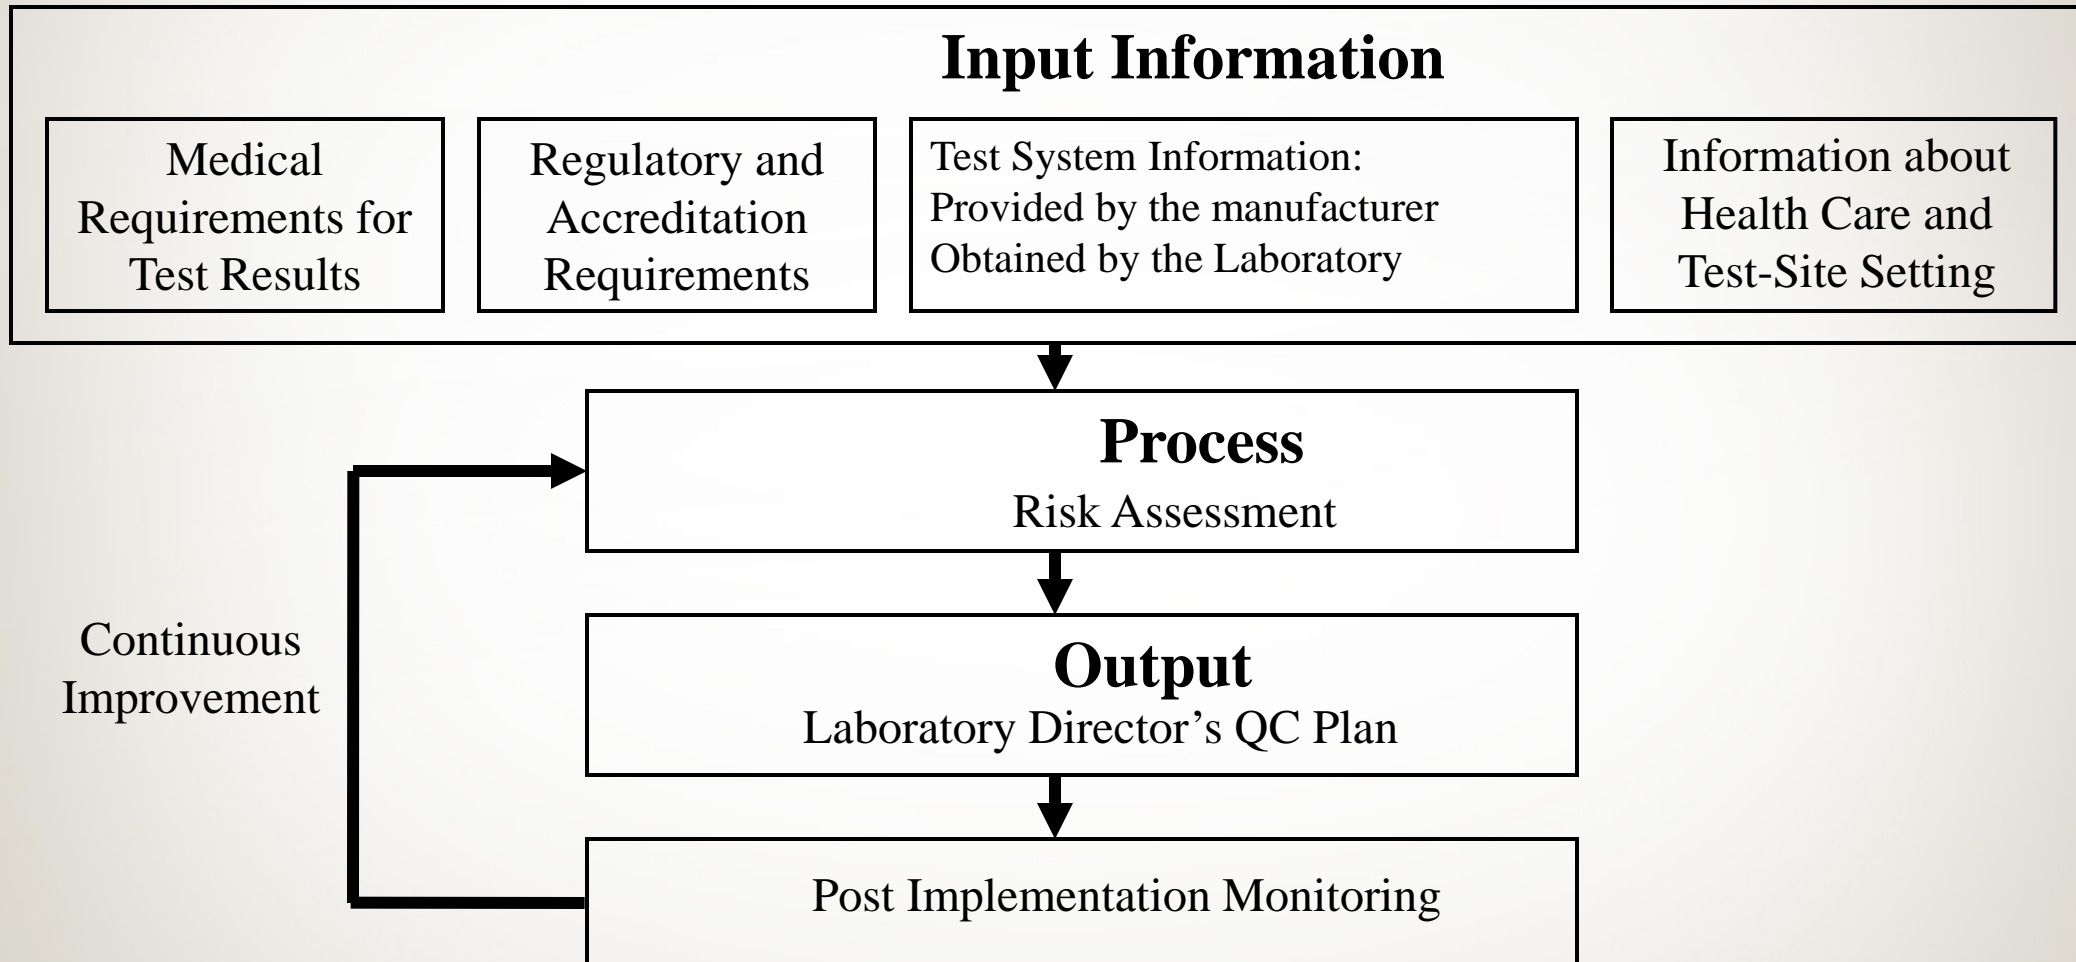 Input Information
Medical
Requirements for
Test Results
Regulatory and
Accreditation
Requirements
Test System Information:
Provided by the manufacturer
Obtained by the Laboratory
Information about
Health Care and
Test-Site Setting
Process
Risk Assessment
Continuous
Improvement
Output
Laboratory Director’s QC Plan
Post Implementation Monitoring